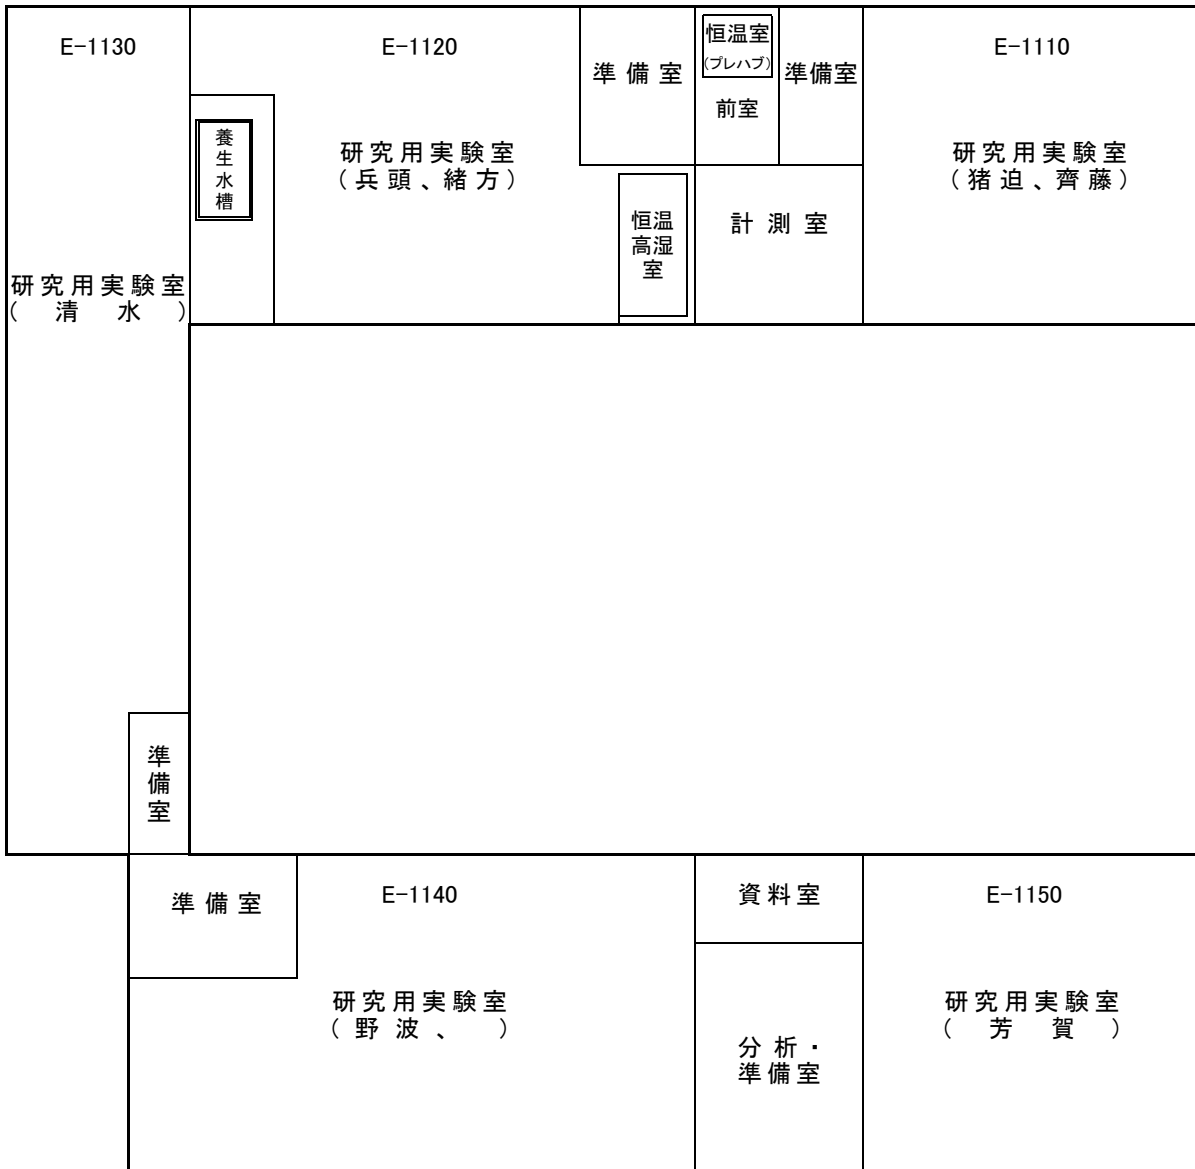 E-1130
研究用実験室
(清水)
E-1120
研究用実験室
(兵頭、緒方)
養生水槽
準備室
恒温
高湿
室
恒温室
(プレハブ)
前室
準備室
計測室
E-1110
研究用実験室
(猪迫、齊藤)
準備室
準備室
E-1140
研究用実験室
(野波、 )
資料室
分析・
準備室
E-1150
研究用実験室
(芳賀)